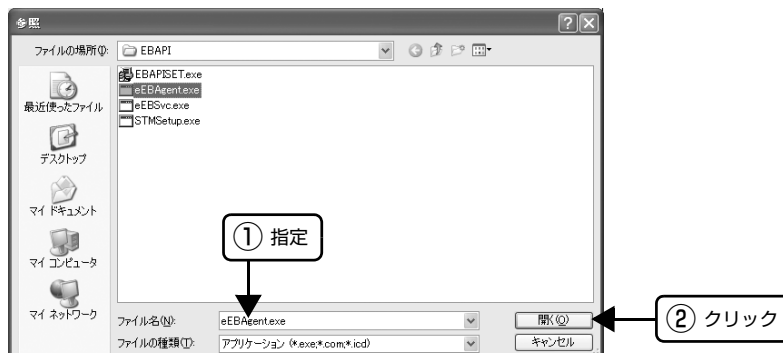 参照
ファイルの場所(I):
EBAPI
EBAPISET.exe
eEBAgent.exe
eEBSvc.exe
STMSetup.exe
最近使ったファイル
デスクトップ
マイ ドキュメント
マイ コンピュータ
マイ ネットワーク
① 指定
ファイル名(N):
eEBAgent.exe
開く(O)
② クリック
ファイルの種類(T):
アプリケーション (*.exe;*.com;*.icd)
キャンセル